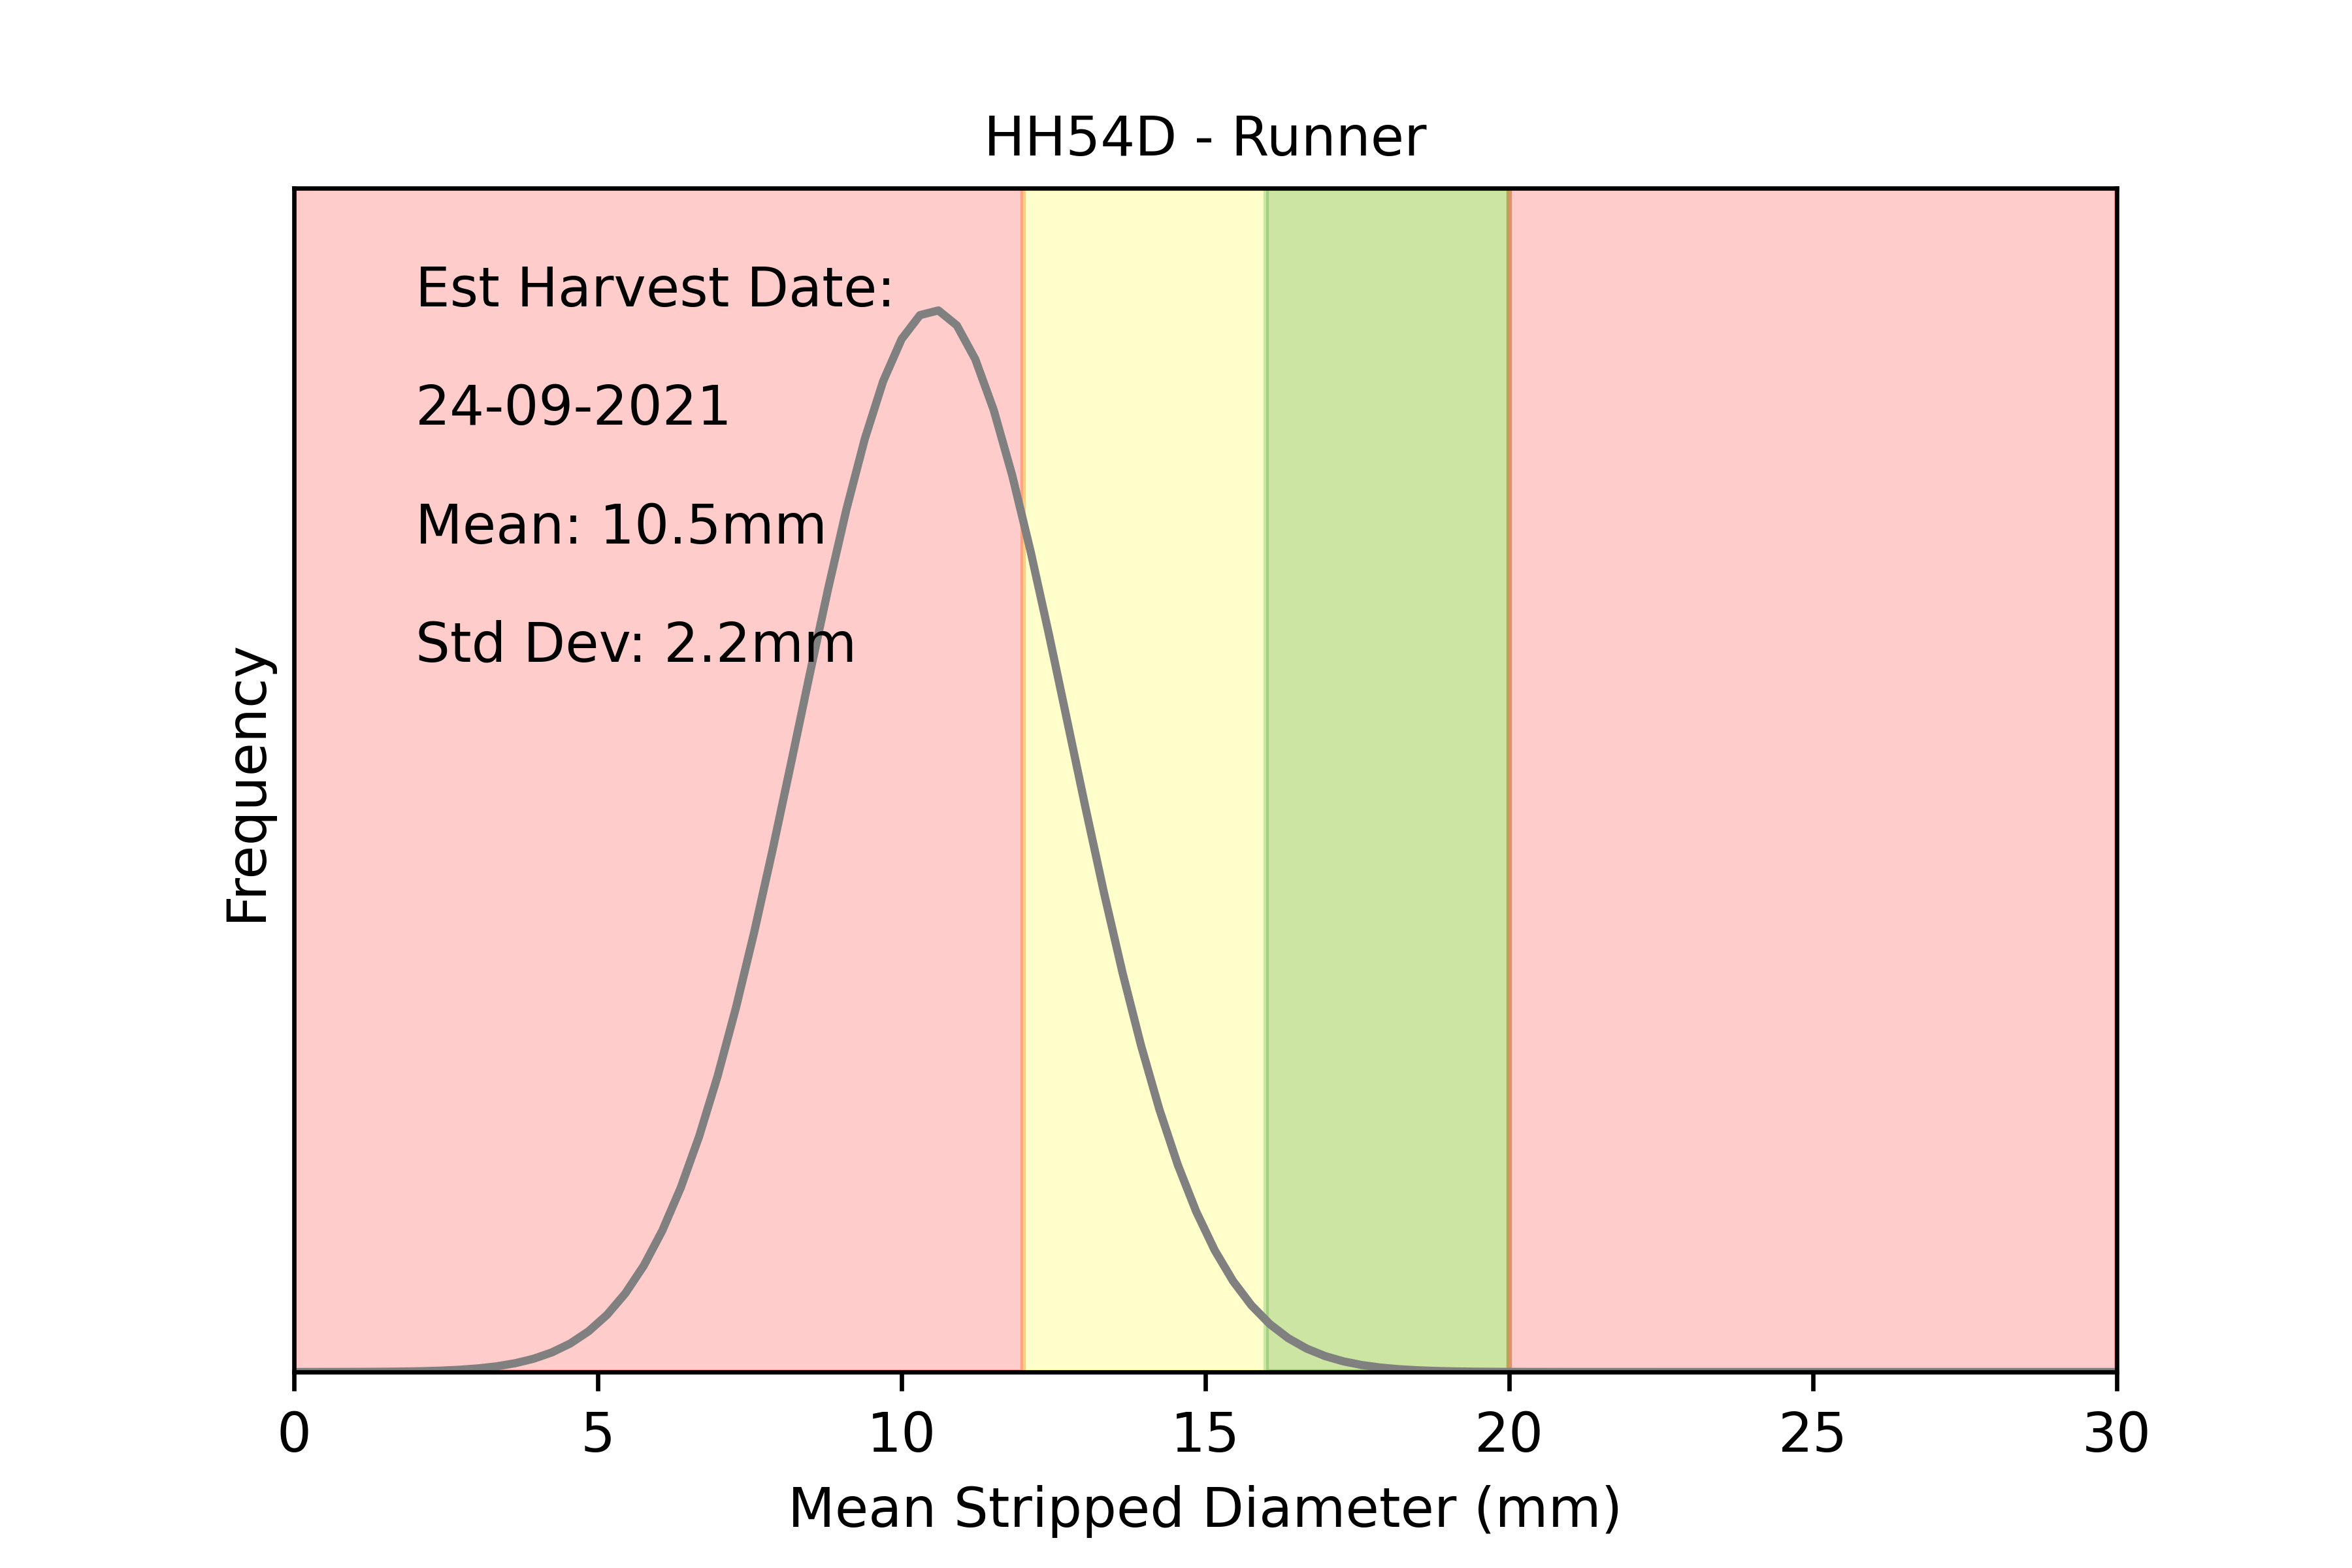 HH54D - Runner
Est Harvest Date:
24-09-2021
Mean: 10.5mm
Std Dev: 2.2mm
Frequency
0 5 10 15 20 25 30
Mean Stripped Diameter (mm)